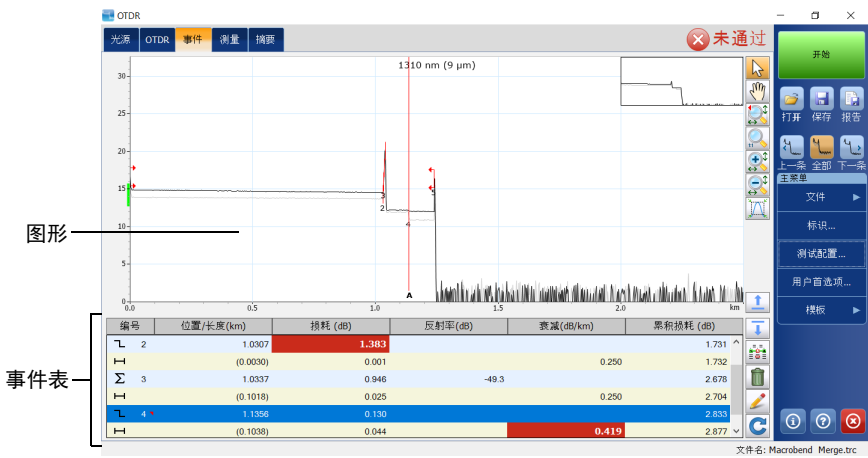 OTDR
光源 OTDR 事件 测量 摘要
未通过
开始
1310 nm (9 µm)
30
25
20
15
10
5
0
0.0 0.5 1.0 1.5 2.0 km
2
3
4
5
A
打开 保存 报告
上一条 全部 下一条
主菜单
文件
标识...
测试配置...
用户首选项...
模板
图形
事件表
编号 位置/长度(km) 损耗 (dB) 反射率(dB) 衰减(dB/km) 累积损耗 (dB)
2 1.0307 1.383 1.731
(0.0030) 0.001 0.250 1.732
3 1.0337 0.946 -49.3 2.678
(0.1018) 0.025 0.250 2.704
4 1.1356 0.130 2.833
(0.1038) 0.044 0.419 2.877
文件名: Macrobend Merge.trc